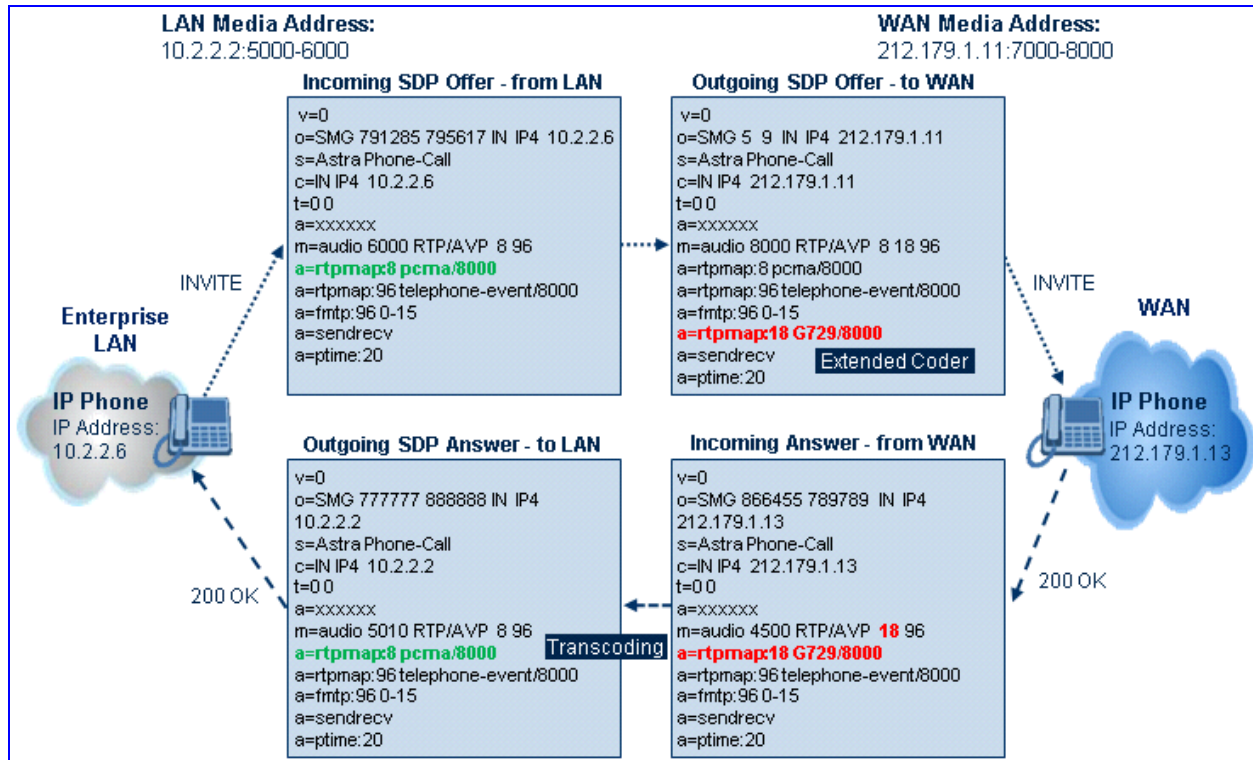 LAN Media Address:
10.2.2.2:5000-6000
WAN Media Address:
212.179.1.11:7000-8000
Incoming SDP Offer - from LAN
v=0
o=SMG 791285 795617 IN IP4 10.2.2.6
s=Astra Phone-Call
c=IN IP4 10.2.2.6
t=0 0
a=xxxxxx
m=audio 6000 RTP/AVP 8 96
a=rtpmap:8 pcma/8000
a=rtpmap:96 telephone-event/8000
a=fmtp:96 0-15
a=sendrecv
a=ptime:20
Outgoing SDP Offer - to WAN
v=0
o=SMG 5 9 IN IP4 212.179.1.11
s=Astra Phone-Call
c=IN IP4 212.179.1.11
t=0 0
a=xxxxxx
m=audio 8000 RTP/AVP 8 18 96
a=rtpmap:8 pcma/8000
a=rtpmap:96 telephone-event/8000
a=fmtp:96 0-15
a=rtpmap:18 G729/8000
a=sendrecv
a=ptime:20
Extended Coder
INVITE
INVITE
Enterprise
LAN
IP Phone
IP Address:
10.2.2.6
WAN
IP Phone
IP Address:
212.179.1.13
Outgoing SDP Answer - to LAN
v=0
o=SMG 777777 888888 IN IP4
10.2.2.2
s=Astra Phone-Call
c=IN IP4 10.2.2.2
t=0 0
a=xxxxxx
m=audio 5010 RTP/AVP 8 96
a=rtpmap:8 pcma/8000
a=rtpmap:96 telephone-event/8000
a=fmtp:96 0-15
a=sendrecv
a=ptime:20
Transcoding
Incoming Answer - from WAN
v=0
o=SMG 866455 789789 IN IP4
212.179.1.13
s=Astra Phone-Call
c=IN IP4 212.179.1.13
t=0 0
a=xxxxxx
m=audio 4500 RTP/AVP 18 96
a=rtpmap:18 G729/8000
a=rtpmap:96 telephone-event/8000
a=fmtp:96 0-15
a=sendrecv
a=ptime:20
200 OK
200 OK